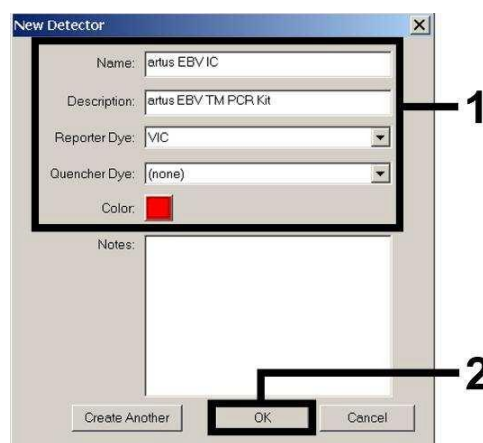 New Detector
Name: artus EBV IC
Description: artus EBV TM PCR Kit
Reporter Dye: VIC
Quencher Dye: (none)
Color:
1
Notes:
2
Create Another OK Cancel